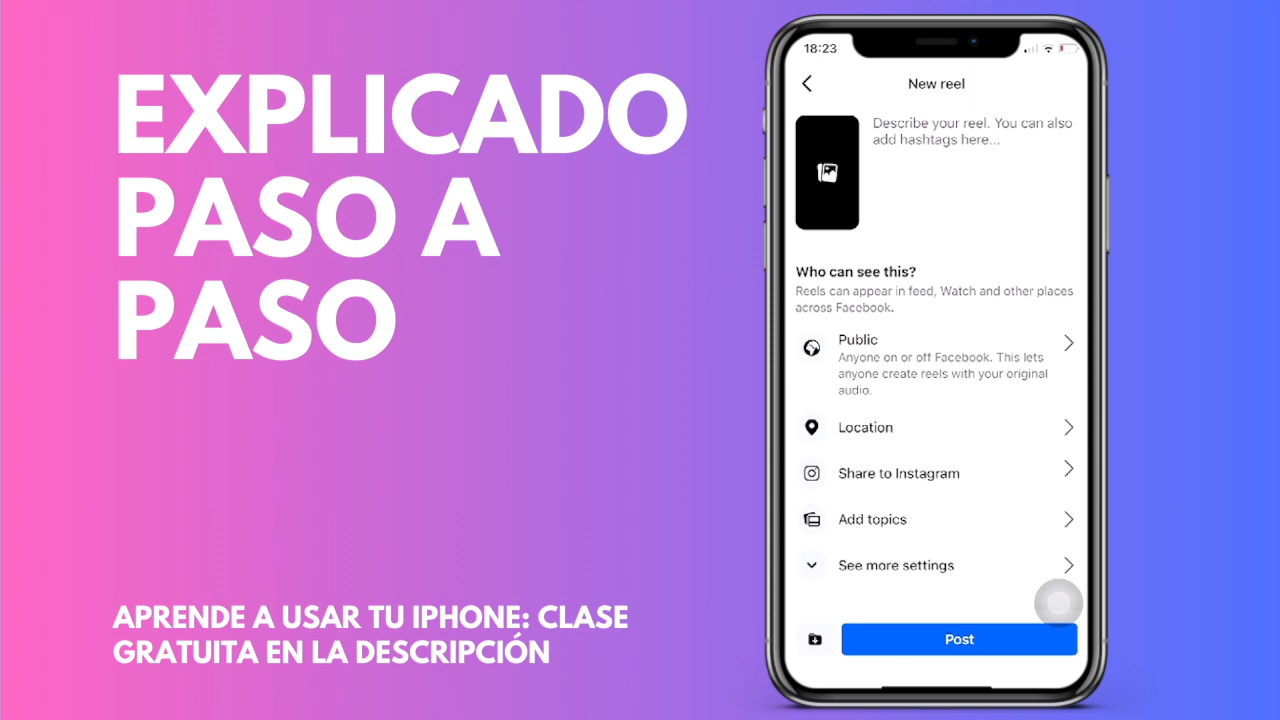 EXPLICADO
PASO A
PASO
APRENDE A USAR TU IPHONE: CLASE
GRATUITA EN LA DESCRIPCIÓN
18:23
New reel
Describe your reel. You can also
add hashtags here...
Who can see this?
Reels can appear in feed, Watch and other places
across Facebook.
Public
Anyone on or off Facebook. This lets
anyone create reels with your original
audio.
Location
Share to Instagram
Add topics
See more settings
Post